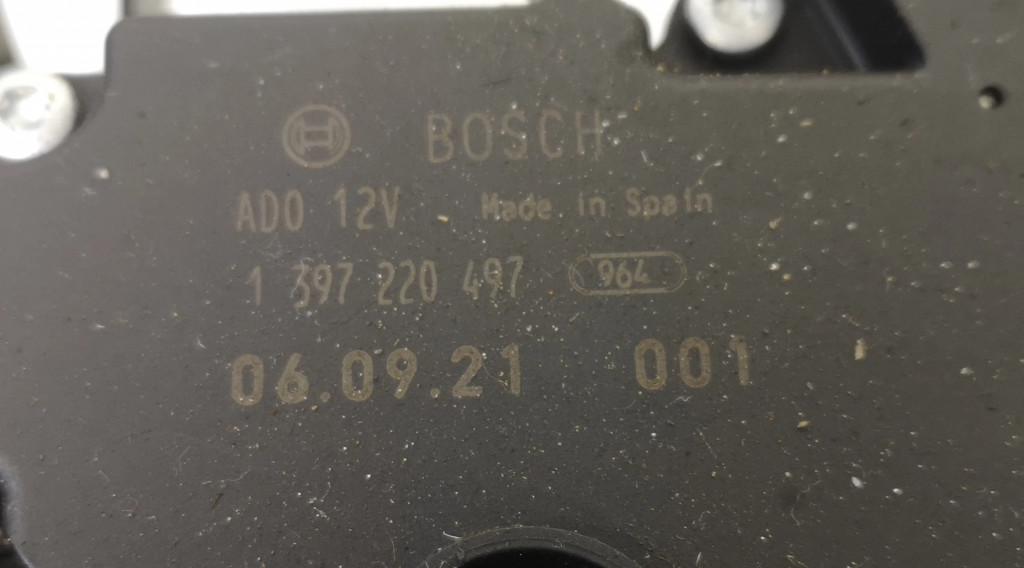 BOSCH
ADO 12V Made in Spain
1 397 220 497 964
06.09.21 001